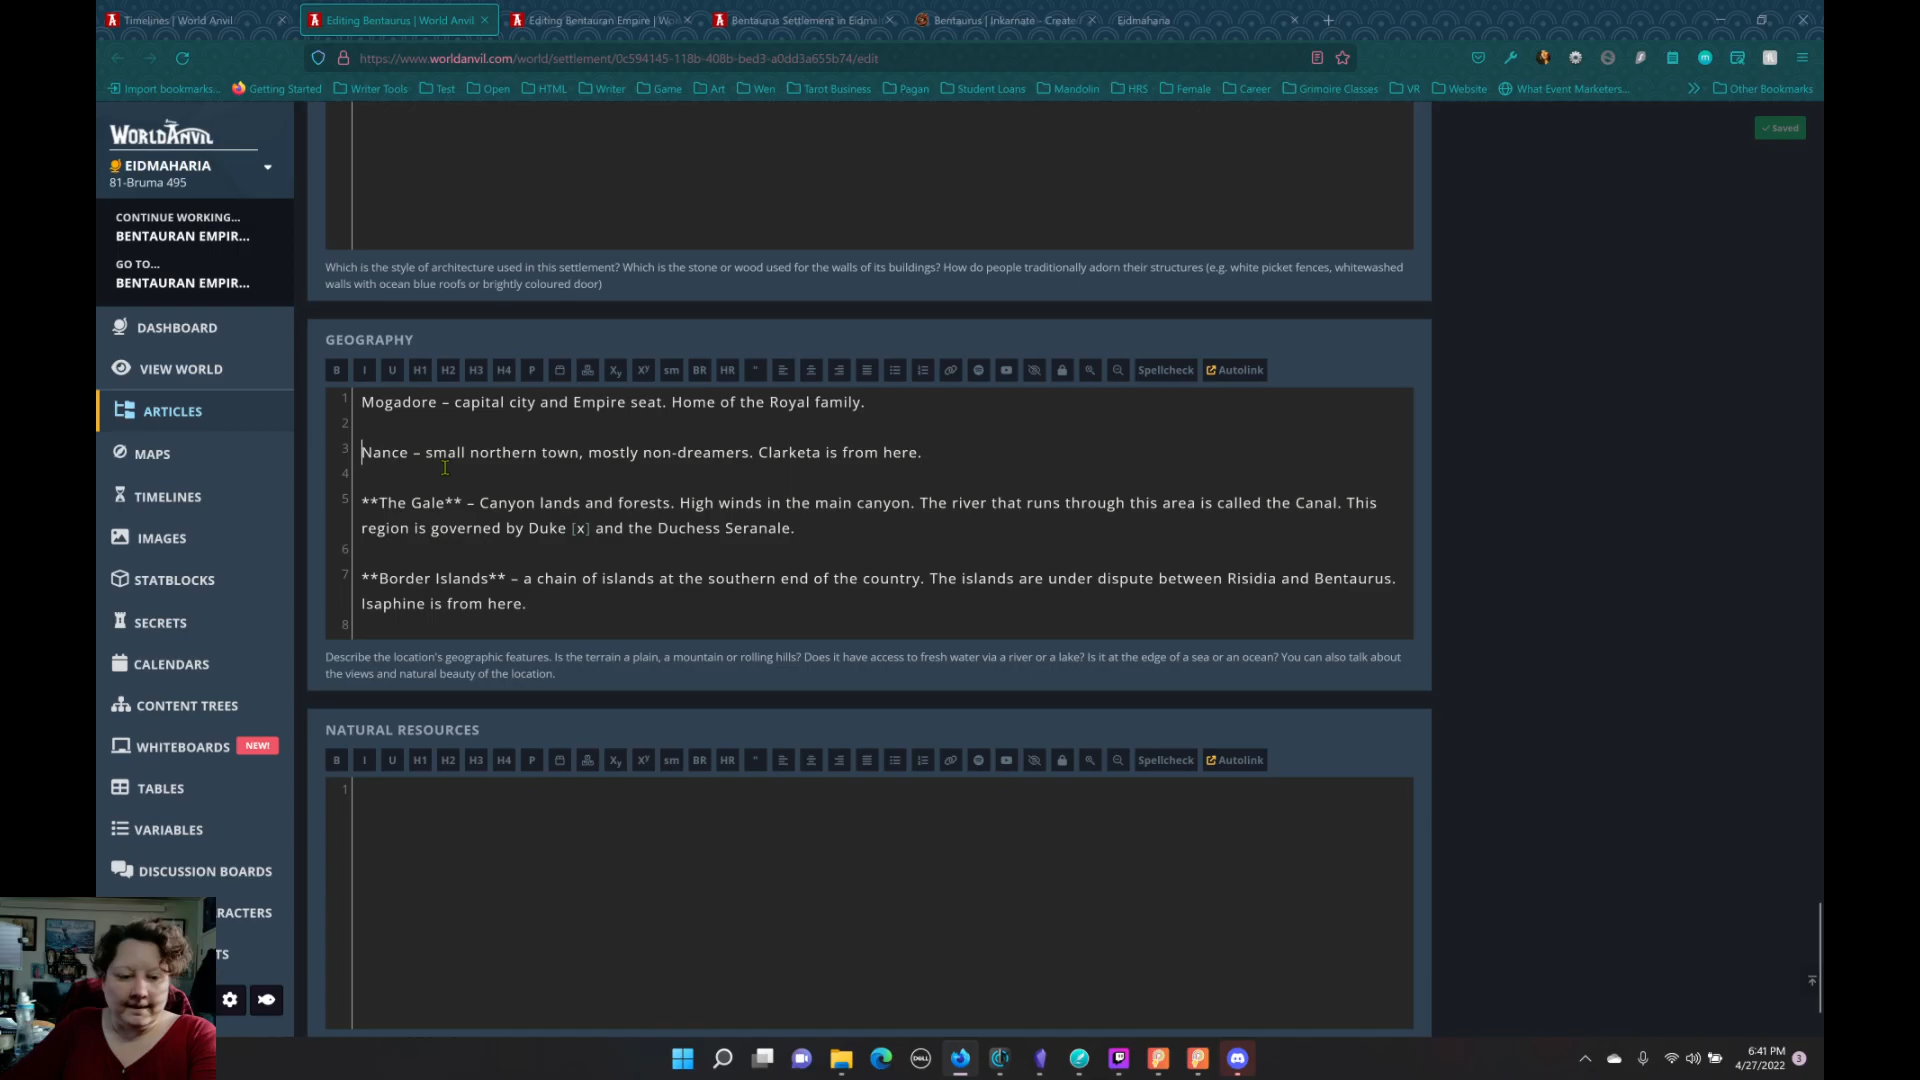 Timelines | World Anvil
Editing Bentaurus | World Anvil
Editing Bentauran Empire | Wo
Bentaurus Settlement in Eidma
Bentaurus | Inkarnate - Create
Eidmaharia
https://www.worldanvil.com/world/settlement/0c594145-118b-408b-bed3-a0dd3a655b74/edit
Import bookmarks...
Getting Started
Writer Tools
Test
Open
HTML
Writer
Game
Art
Wen
Tarot Business
Pagan
Student Loans
Mandolin
HRS
Female
Career
Grimoire Classes
VR
Website
What Event Marketers...
Other Bookmarks
WORLDANVIL
EIDMAHARIA
81-Bruma 495
CONTINUE WORKING...
BENTAURAN EMPIR...
GO TO...
BENTAURAN EMPIR...
DASHBOARD
VIEW WORLD
ARTICLES
MAPS
TIMELINES
IMAGES
STATBLOCKS
SECRETS
CALENDARS
CONTENT TREES
WHITEBOARDS NEW!
TABLES
VARIABLES
DISCUSSION BOARDS
RACTERS
TS
Saved
Which is the style of architecture used in this settlement? Which is the stone or wood used for the walls of its buildings? How do people traditionally adorn their structures (e.g. white picket fences, whitewashed
walls with ocean blue roofs or brightly coloured door)
GEOGRAPHY
B I U H1 H2 H3 H4 P Xy Xy sm BR HR " Spellcheck Autolink
1 Mogadore – capital city and Empire seat. Home of the Royal family.
2
3 Nance – small northern town, mostly non-dreamers. Clarketa is from here.
4
5 **The Gale** – Canyon lands and forests. High winds in the main canyon. The river that runs through this area is called the Canal. This
region is governed by Duke [x] and the Duchess Seranale.
6
7 **Border Islands** – a chain of islands at the southern end of the country. The islands are under dispute between Risidia and Bentaurus.
Isaphine is from here.
8
Describe the location's geographic features. Is the terrain a plain, a mountain or rolling hills? Does it have access to fresh water via a river or a lake? Is it at the edge of a sea or an ocean? You can also talk about
the views and natural beauty of the location.
NATURAL RESOURCES
B I U H1 H2 H3 H4 P Xy Xy sm BR HR " Spellcheck Autolink
1
DELL
6:41 PM
4/27/2022
3